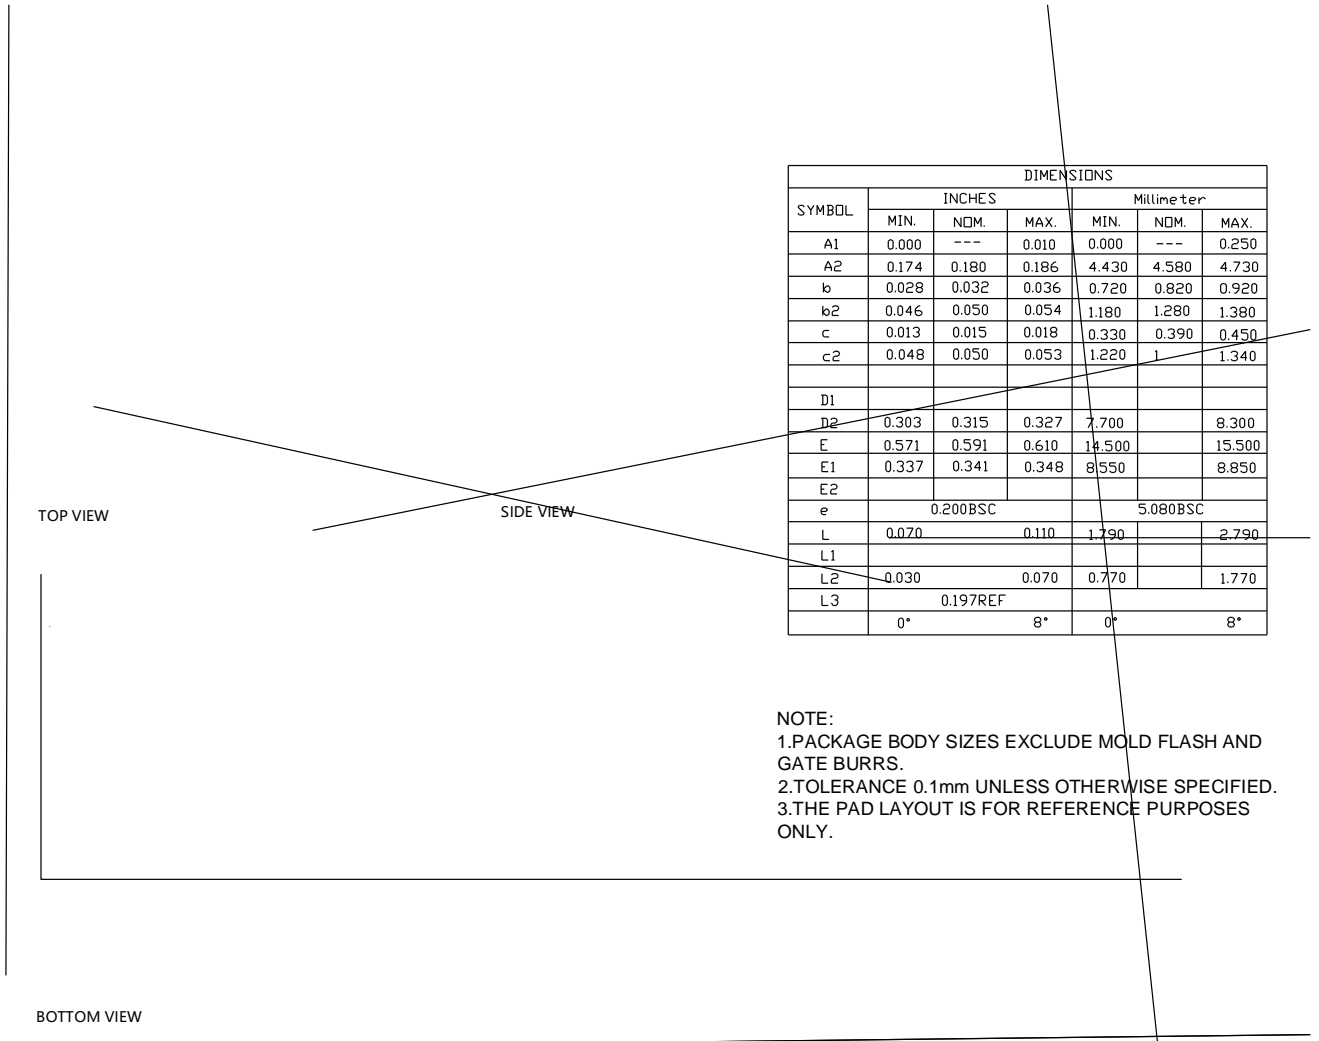 DIMENSIONS
SYMBOL INCHES Millimeter
MIN. NOM. MAX. MIN. NOM. MAX.
A1 0.000 --- 0.010 0.000 --- 0.250
A2 0.174 0.180 0.186 4.430 4.580 4.730
b 0.028 0.032 0.036 0.720 0.820 0.920
b2 0.046 0.050 0.054 1.180 1.280 1.380
c 0.013 0.015 0.018 0.330 0.390 0.450
c2 0.048 0.050 0.053 1.220 1 1.340
D1
D2 0.303 0.315 0.327 7.700 8.300
E 0.571 0.591 0.610 14.500 15.500
E1 0.337 0.341 0.348 8.550 8.850
E2
e 0.200BSC 5.080BSC
L 0.070 0.110 1.790 2.790
L1
L2 0.030 0.070 0.770 1.770
L3 0.197REF
0° 8° 0° 8°
TOP VIEW
SIDE VIEW
NOTE:
1.PACKAGE BODY SIZES EXCLUDE MOLD FLASH AND
GATE BURRS.
2.TOLERANCE 0.1mm UNLESS OTHERWISE SPECIFIED.
3.THE PAD LAYOUT IS FOR REFERENCE PURPOSES
ONLY.
BOTTOM VIEW